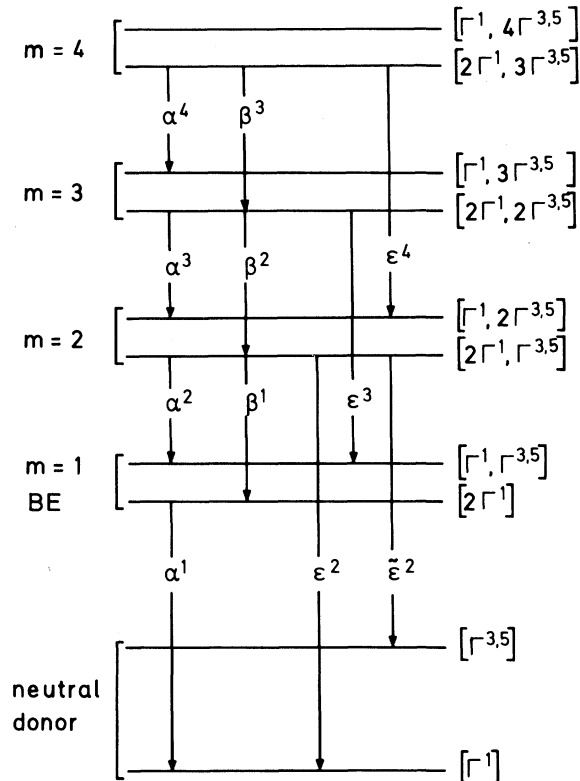 [Γ¹, 4Γ³,⁵]
m = 4
[2Γ¹, 3Γ³,⁵]
α⁴ β³
[Γ¹, 3Γ³,⁵]
m = 3
[2Γ¹, 2Γ³,⁵]
α³ β² ε⁴
[Γ¹, 2Γ³,⁵]
m = 2
[2Γ¹, Γ³,⁵]
α² β¹ ε³
m = 1 [Γ¹, Γ³,⁵]
BE [2Γ¹]
α¹ ε² ε̃²
[Γ³,⁵]
neutral
donor
[Γ¹]